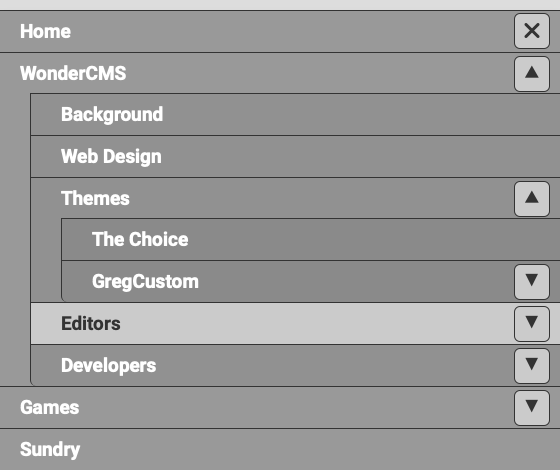 Home
WonderCMS
Background
Web Design
Themes
The Choice
GregCustom
Editors
Developers
Games
Sundry